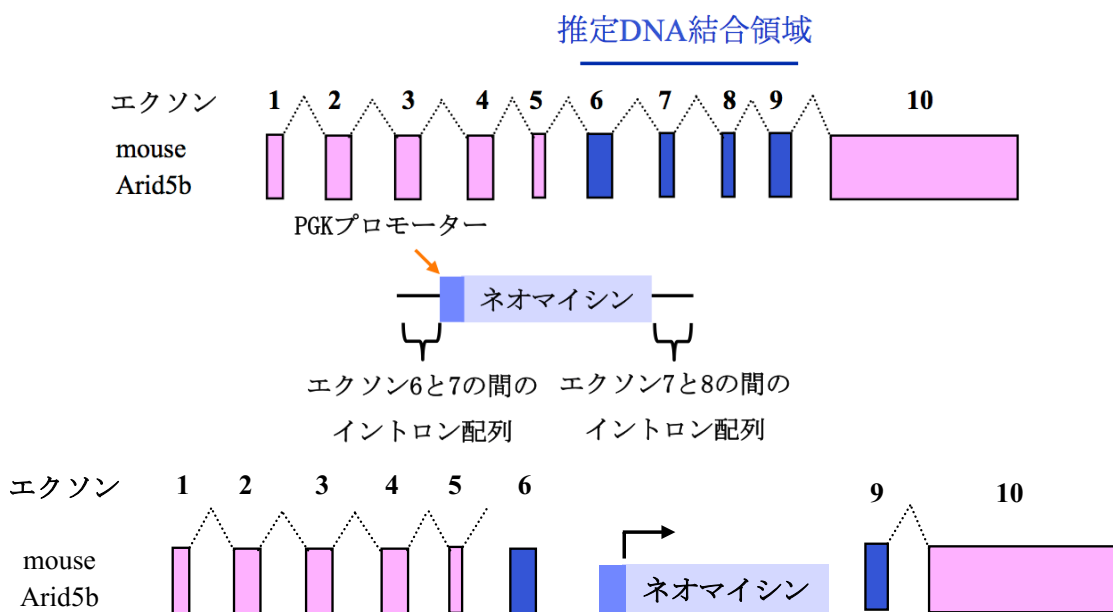 推定DNA結合領域
エクソン 1 2 3 4 5 6 7 8 9 10
mouse
Arid5b
PGKプロモーター
ネオマイシン
エクソン6と7の間の
イントロン配列
エクソン7と8の間の
イントロン配列
エクソン 1 2 3 4 5 6 9 10
mouse
Arid5b
ネオマイシン